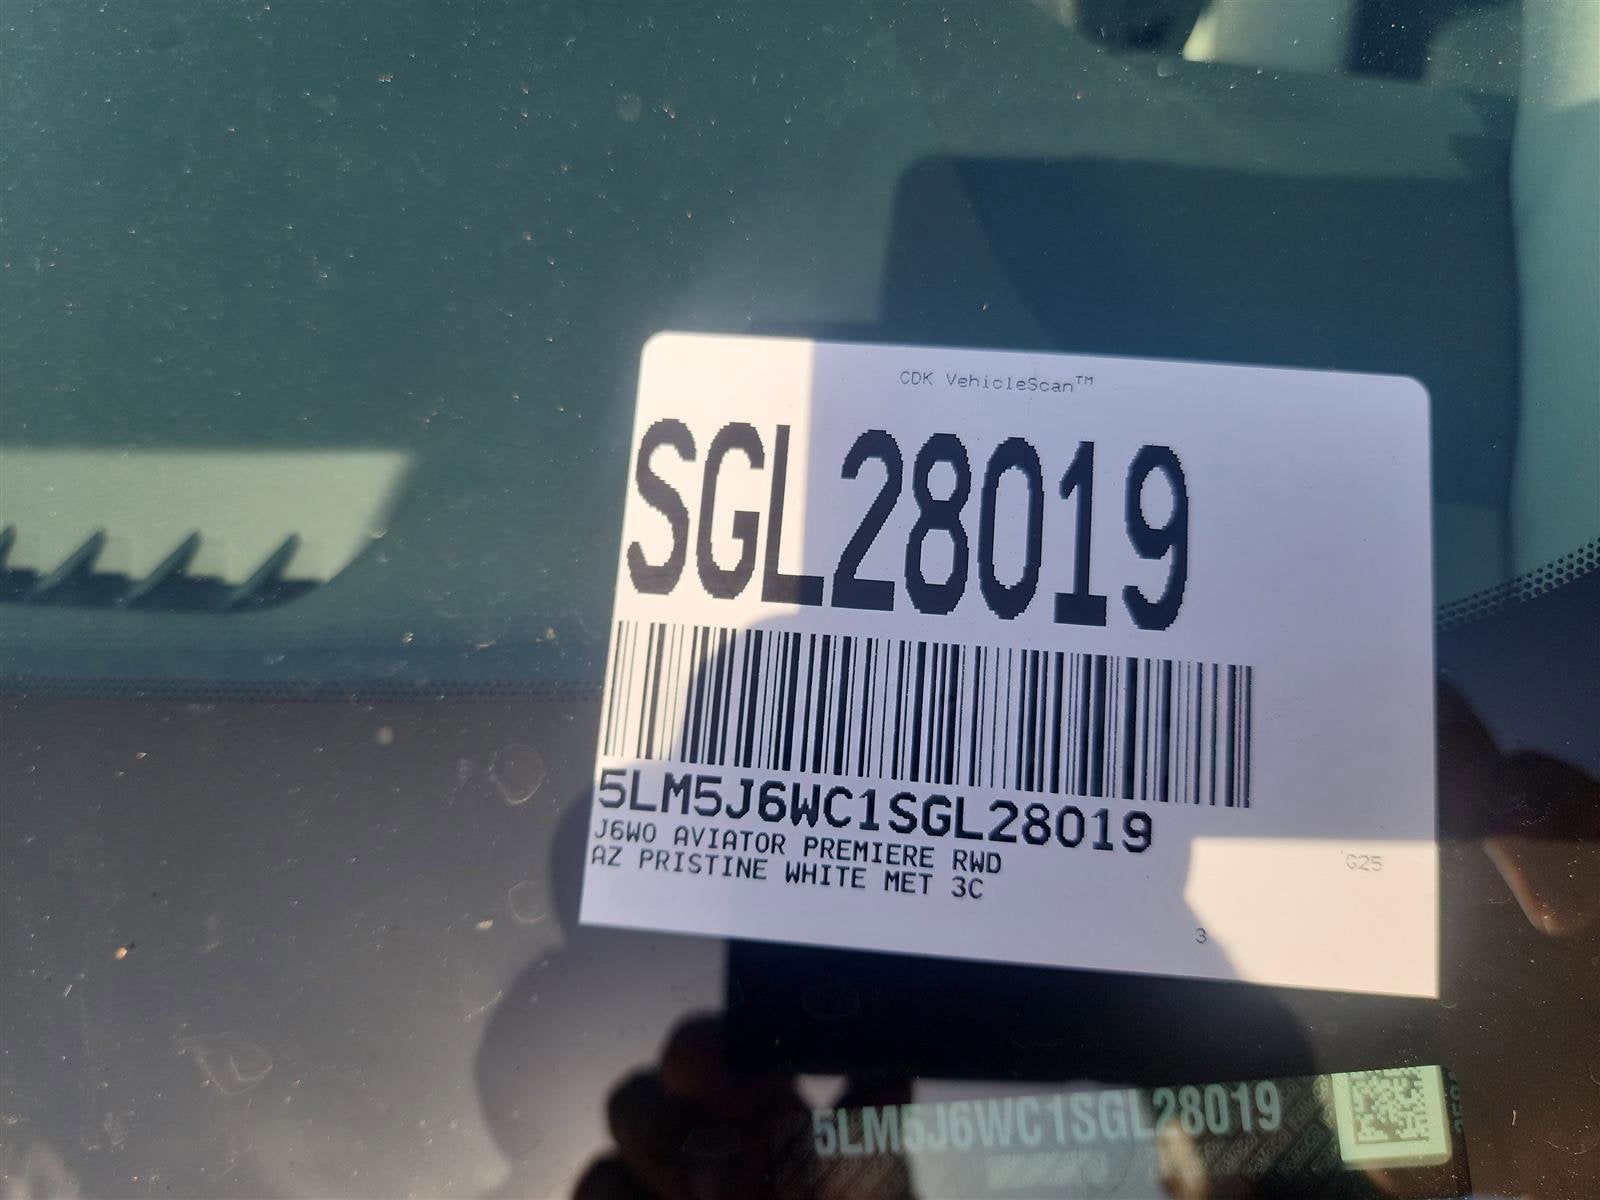 CDK VehicleScan™
SGL28019
5LM5J6WC1SGL28019
J6W0 AVIATOR PREMIERE RWD
AZ PRISTINE WHITE MET 3C
G25
3
5LM5J6WC1SGL28019